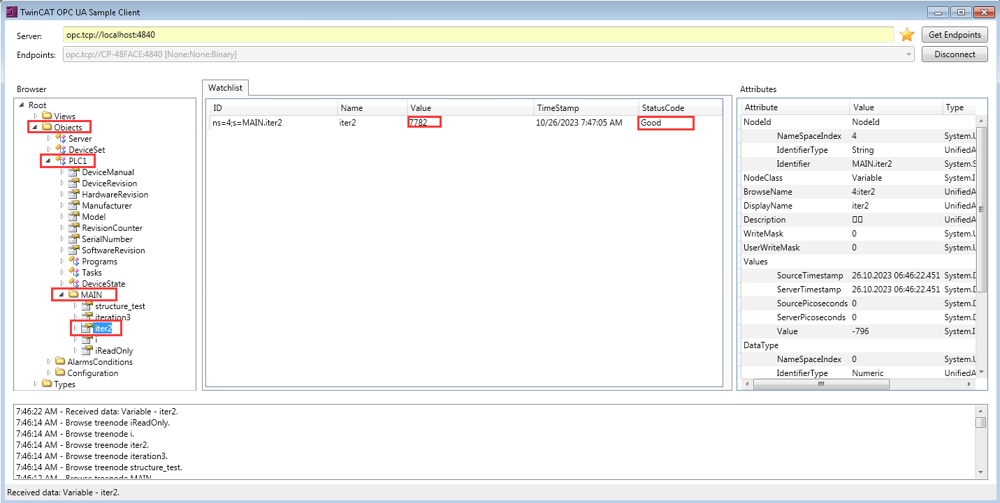 TwinCAT OPC UA Sample Client
Server: opc.tcp://localhost:4840 Get Endpoints
Endpoints: opc.tcp://CP-48FACE:4840 [None:None:Binary] Disconnect
Browser
Root
Views
Objects
Server
DeviceSet
PLC1
DeviceManual
DeviceRevision
HardwareRevision
Manufacturer
Model
RevisionCounter
SerialNumber
SoftwareRevision
Programs
Tasks
DeviceState
MAIN
structure_test
iteration3
iter2
i
iReadOnly
AlarmsConditions
Configuration
Types
Watchlist
ID Name Value TimeStamp StatusCode
ns=4;s=MAIN.iter2 iter2 7782 10/26/2023 7:47:05 AM Good
Attributes
Attribute Value Type
NodeId NodeId
NameSpaceIndex 4 System.U
IdentifierType String UnifiedA
Identifier MAIN.iter2 System.S
NodeClass Variable System.I
BrowseName 4:iter2 UnifiedA
DisplayName iter2 UnifiedA
Description UnifiedA
WriteMask 0 System.U
UserWriteMask 0 System.U
Values
SourceTimestamp 26.10.2023 06:46:22.451 System.D
ServerTimestamp 26.10.2023 06:46:22.451 System.D
SourcePicoseconds 0 System.U
ServerPicoseconds 0 System.U
Value -796 System.I
DataType
NameSpaceIndex 0 System.U
IdentifierType Numeric UnifiedA
7:46:22 AM - Received data: Variable - iter2.
7:46:14 AM - Browse treenode iReadOnly.
7:46:14 AM - Browse treenode i.
7:46:14 AM - Browse treenode iter2.
7:46:14 AM - Browse treenode iteration3.
7:46:14 AM - Browse treenode structure_test.
7:46:12 AM - Browse treenode MAIN
Received data: Variable - iter2.